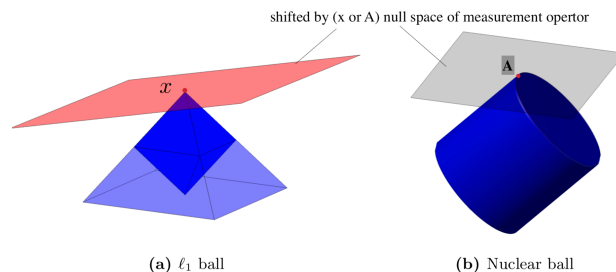 shifted by (x or A) null space of measurement opertor
x
A
(a) ℓ₁ ball
(b) Nuclear ball